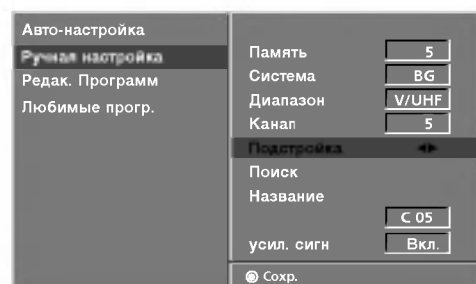 Авто-настройка
Ручная настройка
Редак. Программ
Любимые прогр.
Память 5
Система BG
Диапазон V/UHF
Канал 5
Подстройка
Поиск
Название
C 05
усил. сигн Вкл.
Сохр.